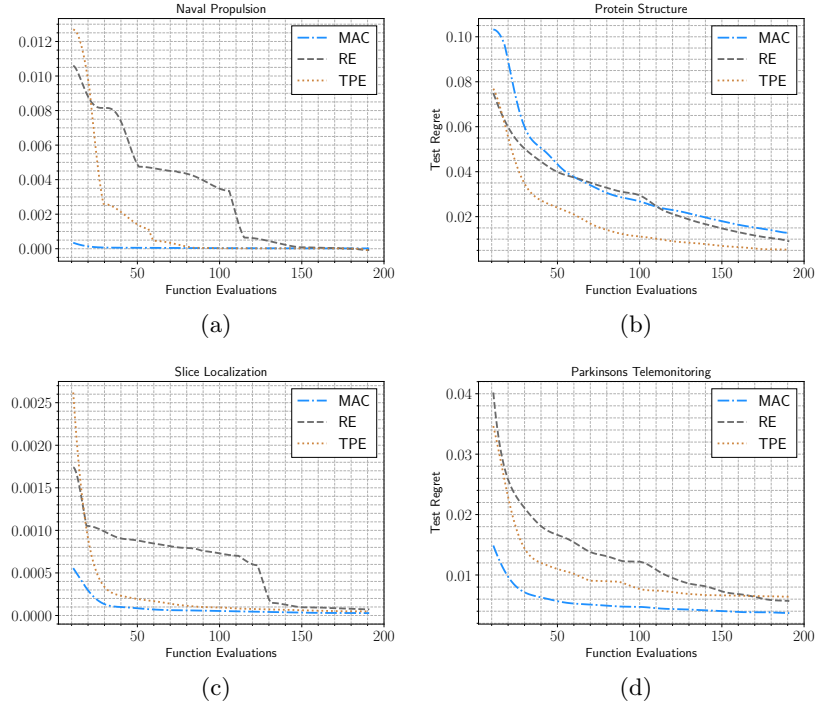 Naval Propulsion
0.012
0.010
0.008
0.006
0.004
0.002
0.000
MAC
RE
TPE
50
100
150
200
Function Evaluations
(a)
Protein Structure
Test Regret
0.10
0.08
0.06
0.04
0.02
MAC
RE
TPE
50
100
150
200
Function Evaluations
(b)
Slice Localization
0.0025
0.0020
0.0015
0.0010
0.0005
0.0000
MAC
RE
TPE
50
100
150
200
Function Evaluations
(c)
Parkinsons Telemonitoring
Test Regret
0.04
0.03
0.02
0.01
MAC
RE
TPE
50
100
150
200
Function Evaluations
(d)